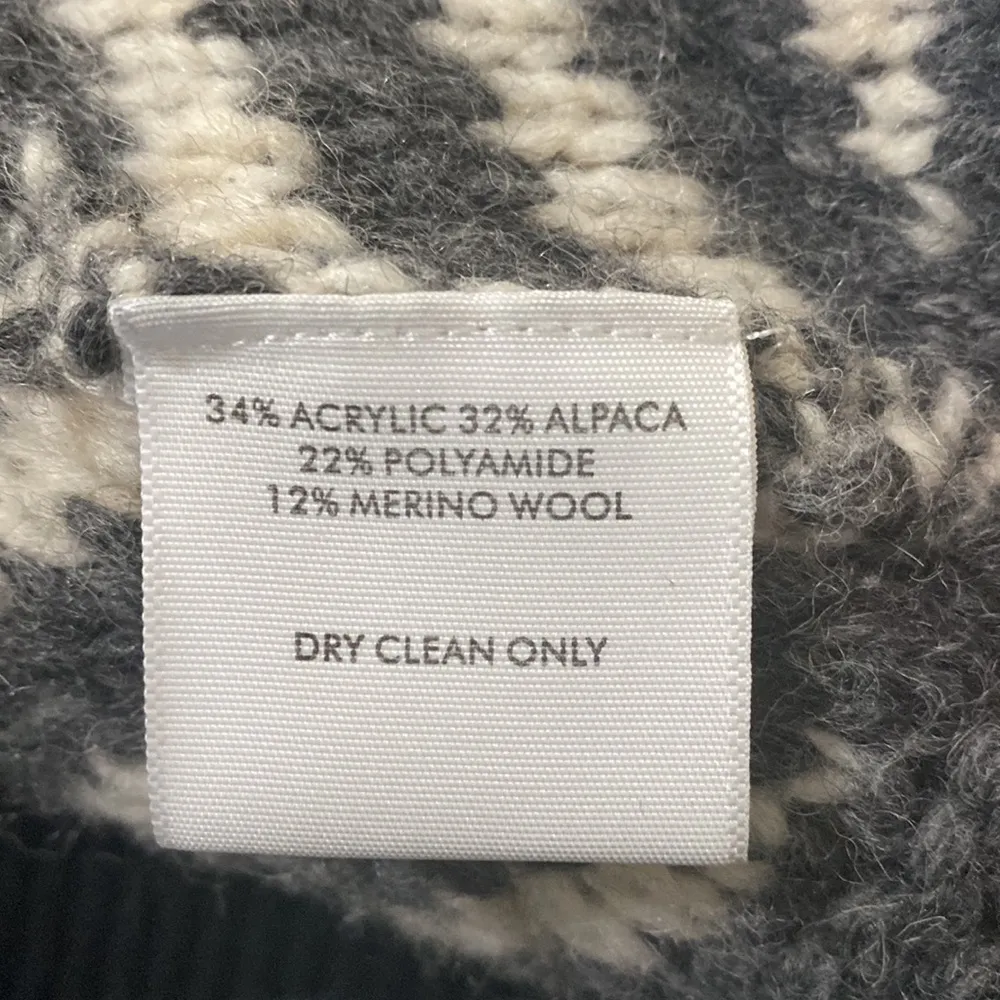 34% ACRYLIC 32% ALPACA
22% POLYAMIDE
12% MERINO WOOL
DRY CLEAN ONLY